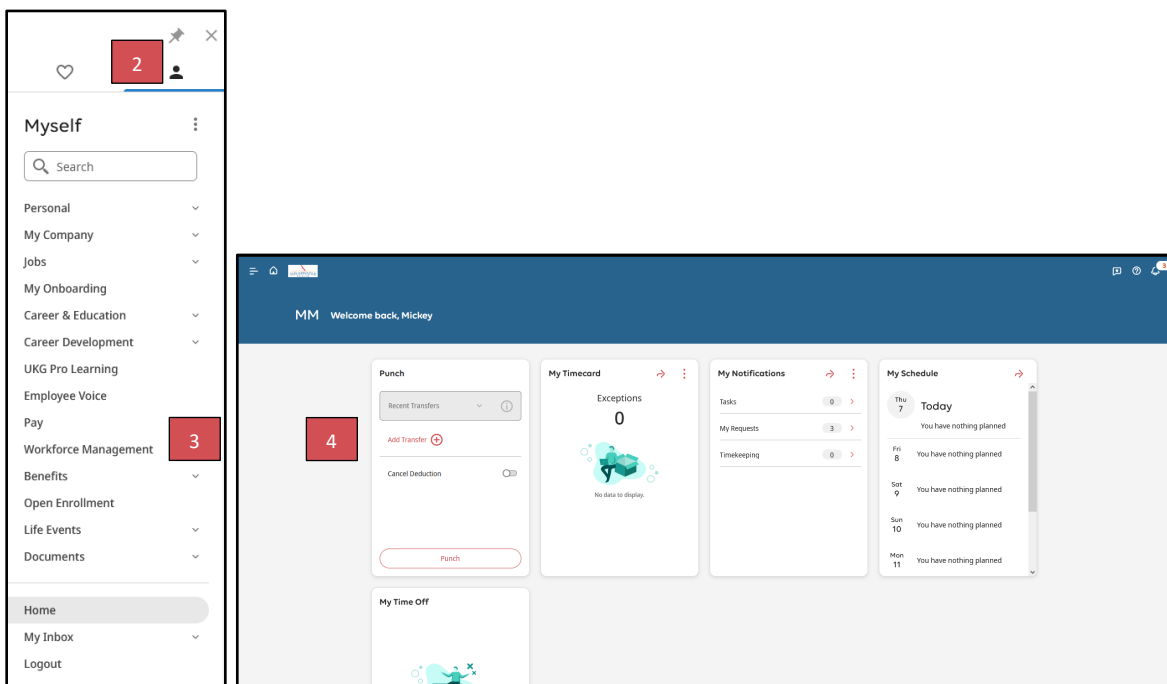 2
Myself
Search
Personal
My Company
Jobs
My Onboarding
Career & Education
Career Development
UKG Pro Learning
Employee Voice
Pay
Workforce Management
3
Benefits
Open Enrollment
Life Events
Documents
Home
My Inbox
Logout
3
MM Welcome back, Mickey
4
Punch
Recent Transfers
Add Transfer
Cancel Deduction
Punch
My Timecard
Exceptions
0
No data to display.
My Notifications
Tasks 0
My Requests 3
Timekeeping 0
My Schedule
Thu
7
Today
You have nothing planned
Fri
8
You have nothing planned
Sat
9
You have nothing planned
Sun
10
You have nothing planned
Mon
11
You have nothing planned
My Time Off